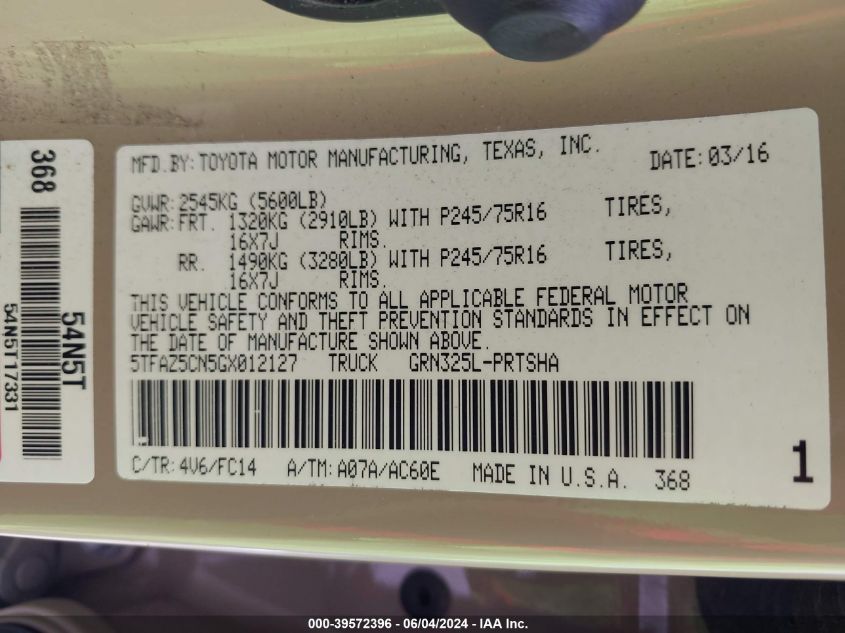 MFD.BY: TOYOTA MOTOR MANUFACTURING, TEXAS, INC. DATE: 03/16
GVWR: 2545KG (5600LB)
GAWR: FRT. 1320KG (2910LB) WITH P245/75R16 TIRES,
16X7J RIMS.
RR. 1490KG (3280LB) WITH P245/75R16 TIRES,
16X7J RIMS.
THIS VEHICLE CONFORMS TO ALL APPLICABLE FEDERAL MOTOR
VEHICLE SAFETY AND THEFT PREVENTION STANDARDS IN EFFECT ON
THE DATE OF MANUFACTURE SHOWN ABOVE.
5TFAZ5CN5GX012127 TRUCK GRN325L-PRTSHA
C/TR: 4V6/FC14 A/TM: A07A/AC60E MADE IN U.S.A. 368
1
368
54N5T
54N5T17331
000-39572396 - 06/04/2024 - IAA Inc.